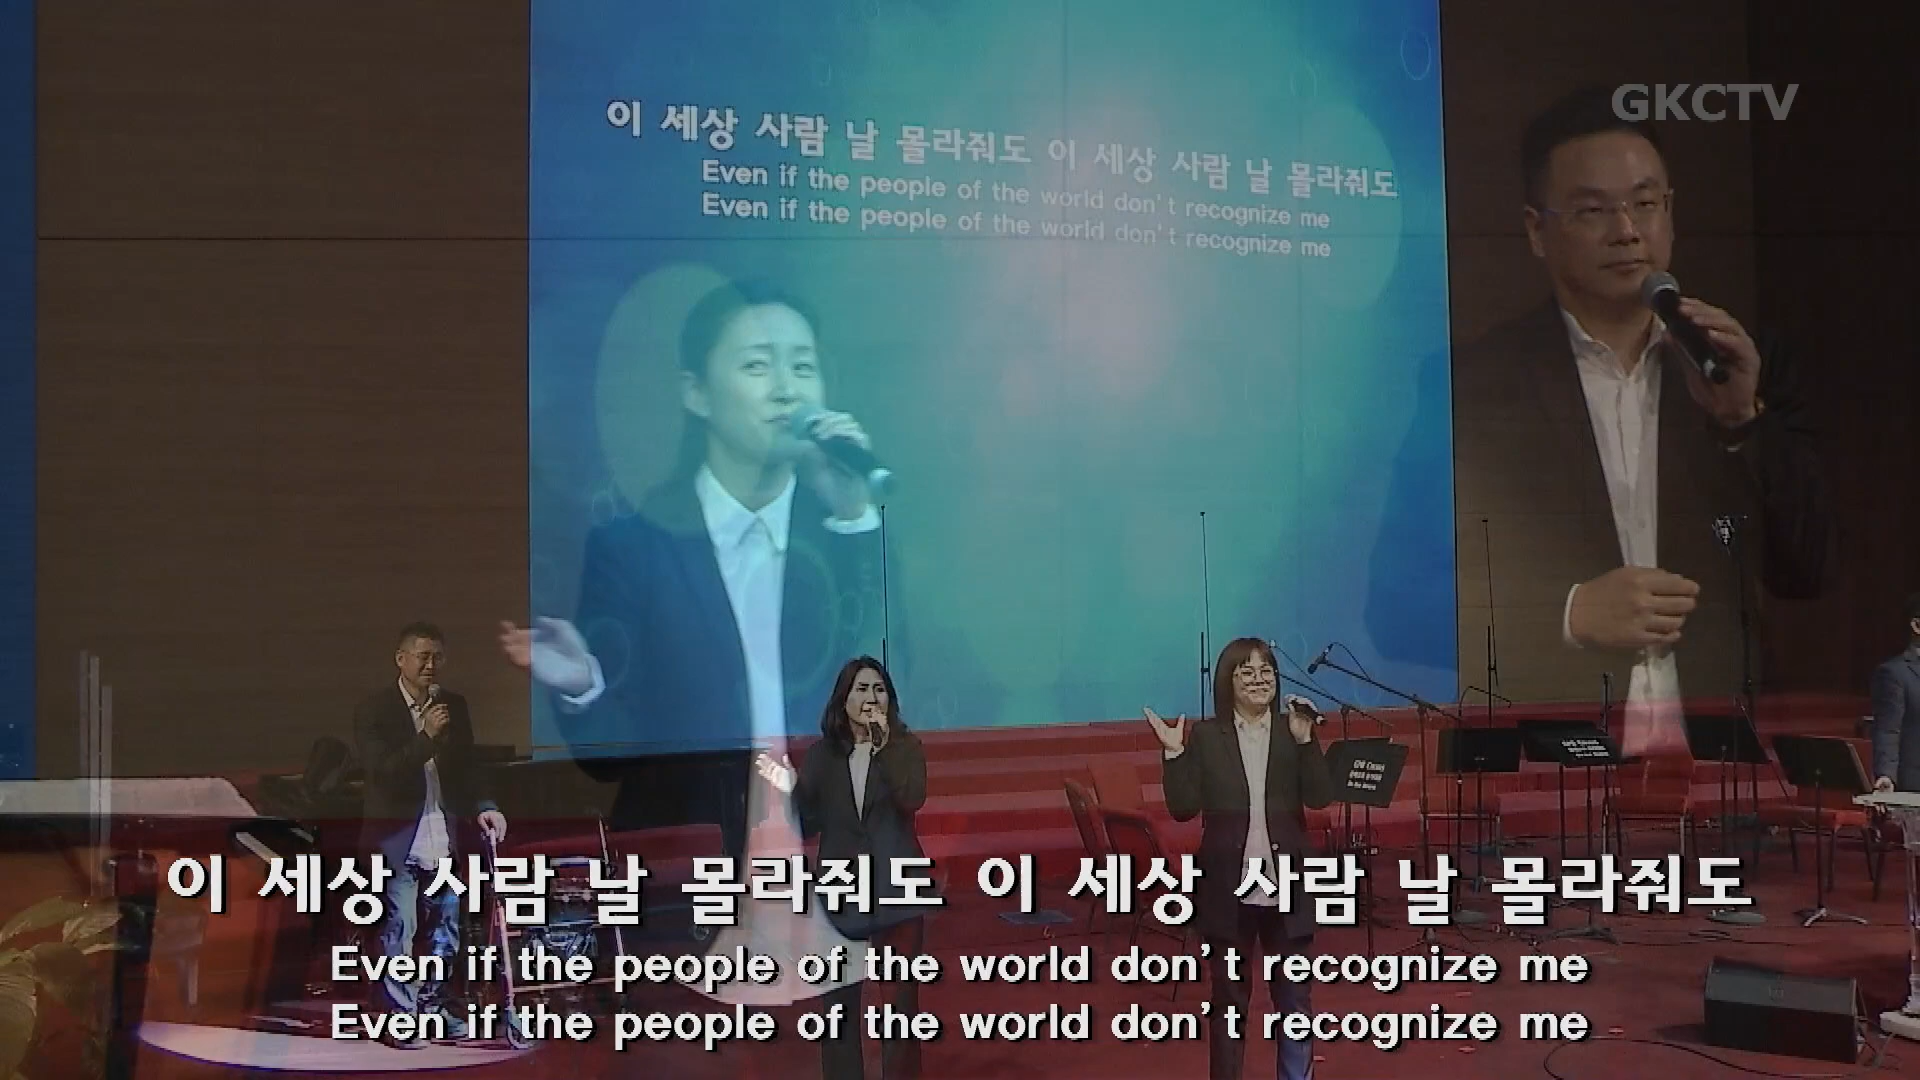 GKCTV
이 세상 사람 날 몰라줘도 이 세상 사람 날 몰라줘도
Even if the people of the world don't recognize me
Even if the people of the world don't recognize me
이 세상 사람 날 몰라줘도 이 세상 사람 날 몰라줘도
Even if the people of the world don't recognize me
Even if the people of the world don't recognize me